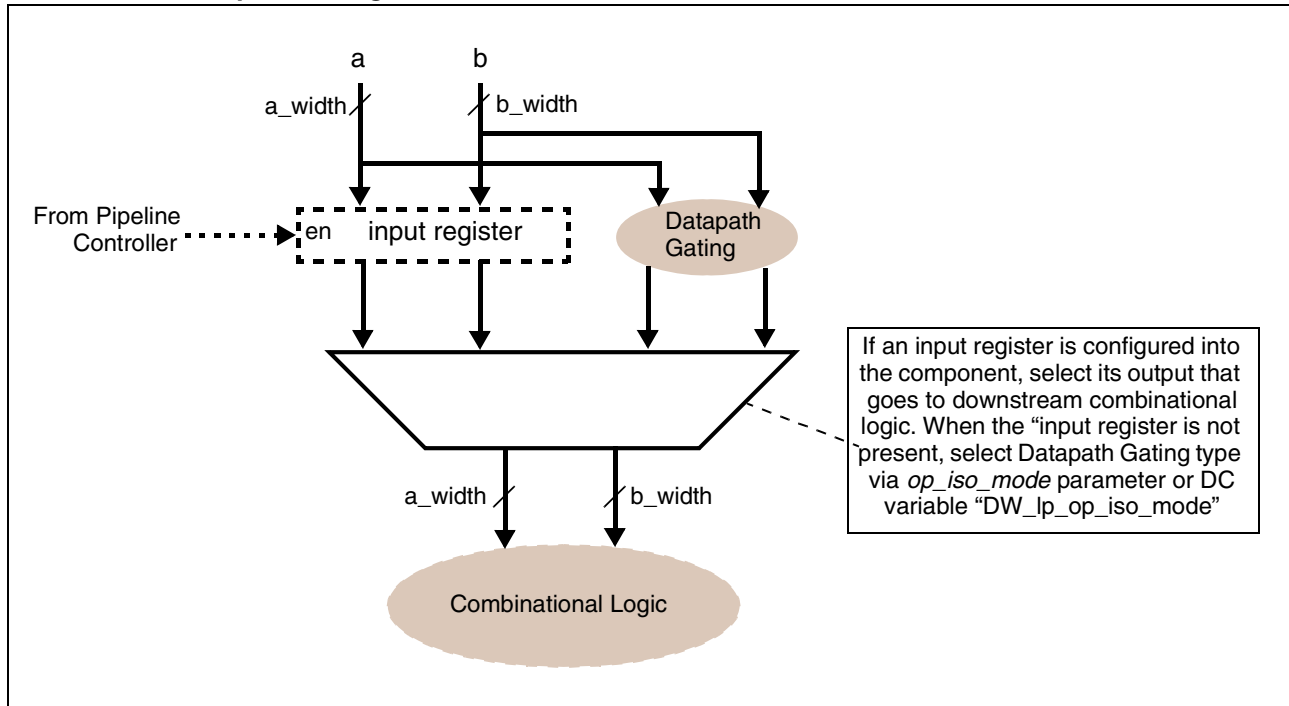 a
b
a_width
b_width
From Pipeline
Controller
en
input register
Datapath
Gating
If an input register is configured into
the component, select its output that
goes to downstream combinational
logic. When the “input register is not
present, select Datapath Gating type
via op_iso_mode parameter or DC
variable “DW_lp_op_iso_mode”
a_width
b_width
Combinational Logic